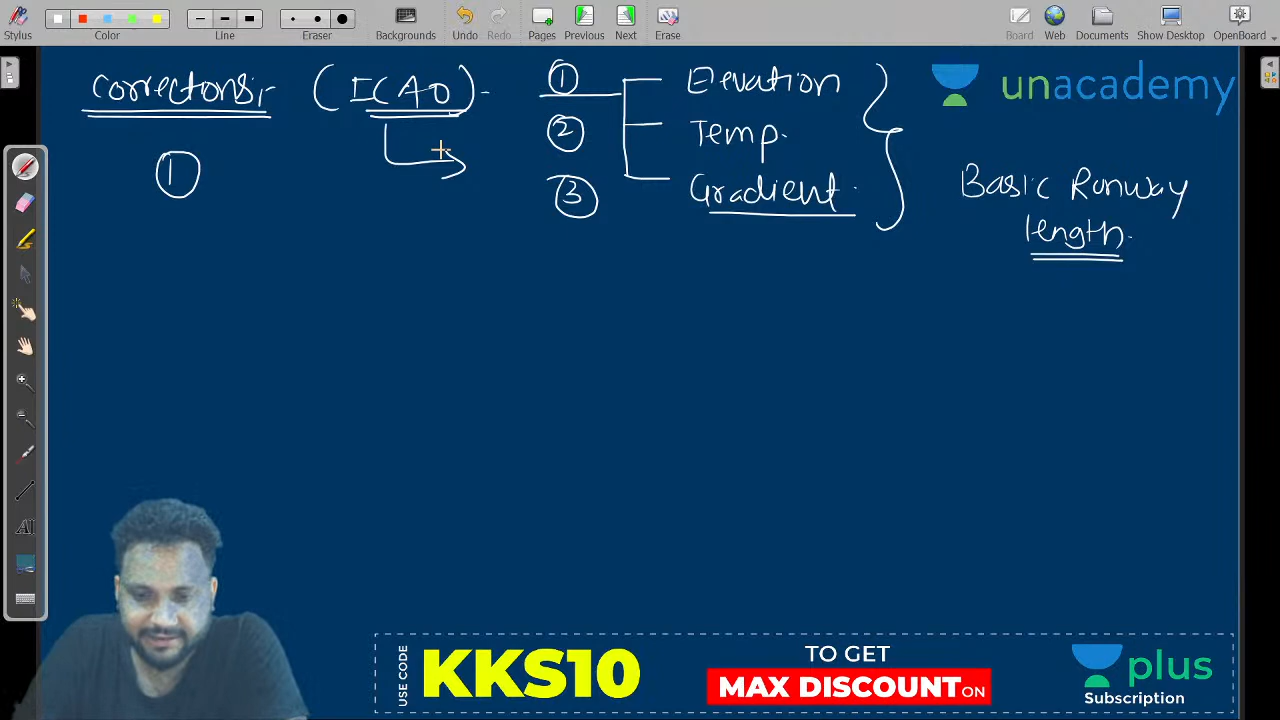 Stylus
Color
Line
Eraser
Backgrounds
Undo
Redo
Pages
Previous
Next
Erase
Board
Web
Documents
Show Desktop
OpenBoard
Correctons:- (ICAO).
① Elevation
② Temp.
③ Gradient.
Basic Runway
length.
①
unacademy
USE CODE
KKS10
TO GET
MAX DISCOUNT ON
plus
Subscription